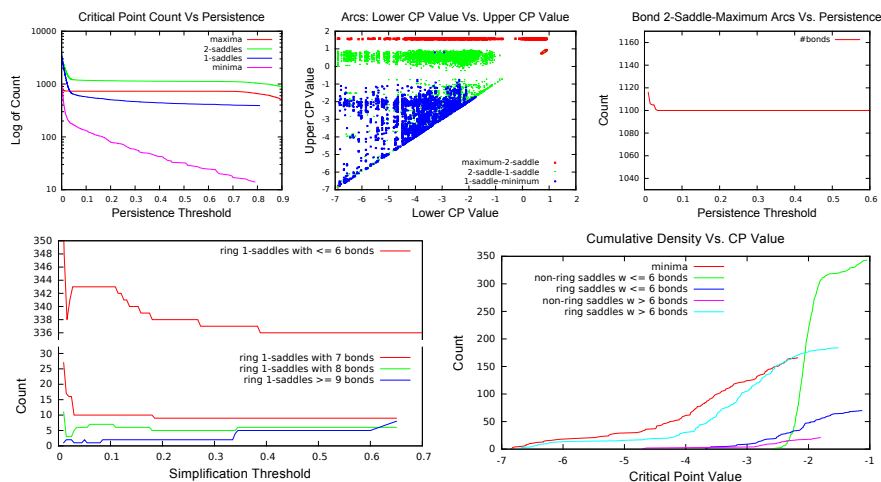 Critical Point Count Vs Persistence
Log of Count
10000
1000
100
10
maxima
2-saddles
1-saddles
minima
0
0.1
0.2
0.3
0.4
0.5
0.6
0.7
0.8
0.9
Persistence Threshold
Arcs: Lower CP Value Vs. Upper CP Value
Upper CP Value
2
1
0
-1
-2
-3
-4
-5
-6
-7
maximum-2-saddle
2-saddle-1-saddle
1-saddle-minimum
-7
-6
-5
-4
-3
-2
-1
0
1
2
Lower CP Value
Bond 2-Saddle-Maximum Arcs Vs. Persistence
Count
1160
1140
1120
1100
1080
1060
1040
#bonds
0
0.1
0.2
0.3
0.4
0.5
0.6
Persistence Threshold
350
348
346
344
342
340
338
336
ring 1-saddles with <= 6 bonds
Count
30
25
20
15
10
5
0
ring 1-saddles with 7 bonds
ring 1-saddles with 8 bonds
ring 1-saddles >= 9 bonds
0
0.1
0.2
0.3
0.4
0.5
0.6
0.7
Simplification Threshold
Cumulative Density Vs. CP Value
Count
350
300
250
200
150
100
50
0
minima
non-ring saddles w <= 6 bonds
ring saddles w <= 6 bonds
non-ring saddles w > 6 bonds
ring saddles w > 6 bonds
-7
-6
-5
-4
-3
-2
-1
Critical Point Value